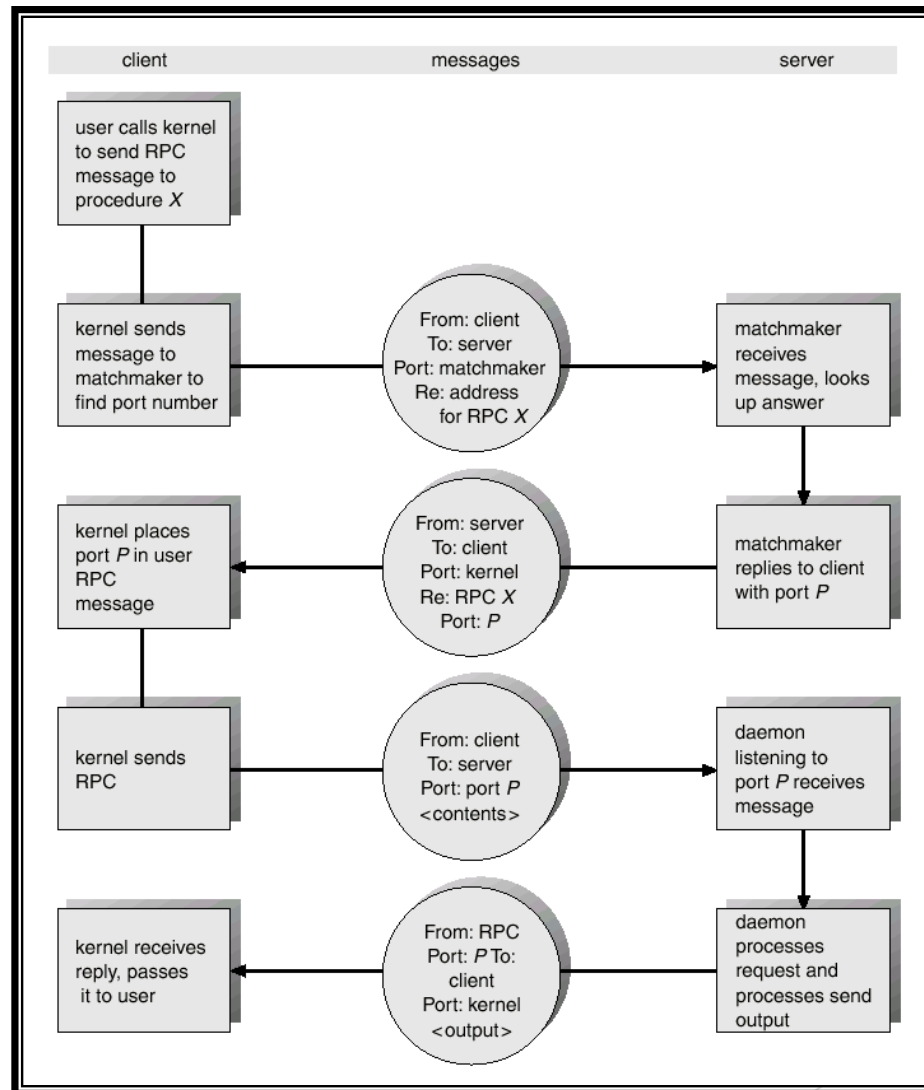 client messages server
user calls kernel
to send RPC
message to
procedure X
kernel sends
message to
matchmaker to
find port number
From: client
To: server
Port: matchmaker
Re: address
for RPC X
matchmaker
receives
message, looks
up answer
kernel places
port P in user
RPC
message
From: server
To: client
Port: kernel
Re: RPC X
Port: P
matchmaker
replies to client
with port P
kernel sends
RPC
From: client
To: server
Port: port P
<contents>
daemon
listening to
port P receives
message
kernel receives
reply, passes
it to user
From: RPC
Port: P To:
client
Port: kernel
<output>
daemon
processes
request and
processes send
output